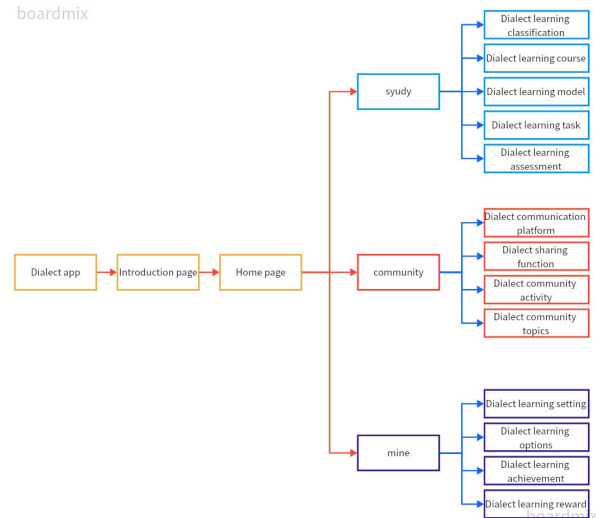 boardmix
Dialect learning
classification
Dialect learning course
syudy
Dialect learning model
Dialect learning task
Dialect learning
assessment
Dialect communication
platform
Dialect sharing
function
Dialect app
Introduction page
Home page
community
Dialect community
activity
Dialect community
topics
Dialect learning setting
Dialect learning
options
mine
Dialect learning
achievement
Dialect learning reward
boardmix